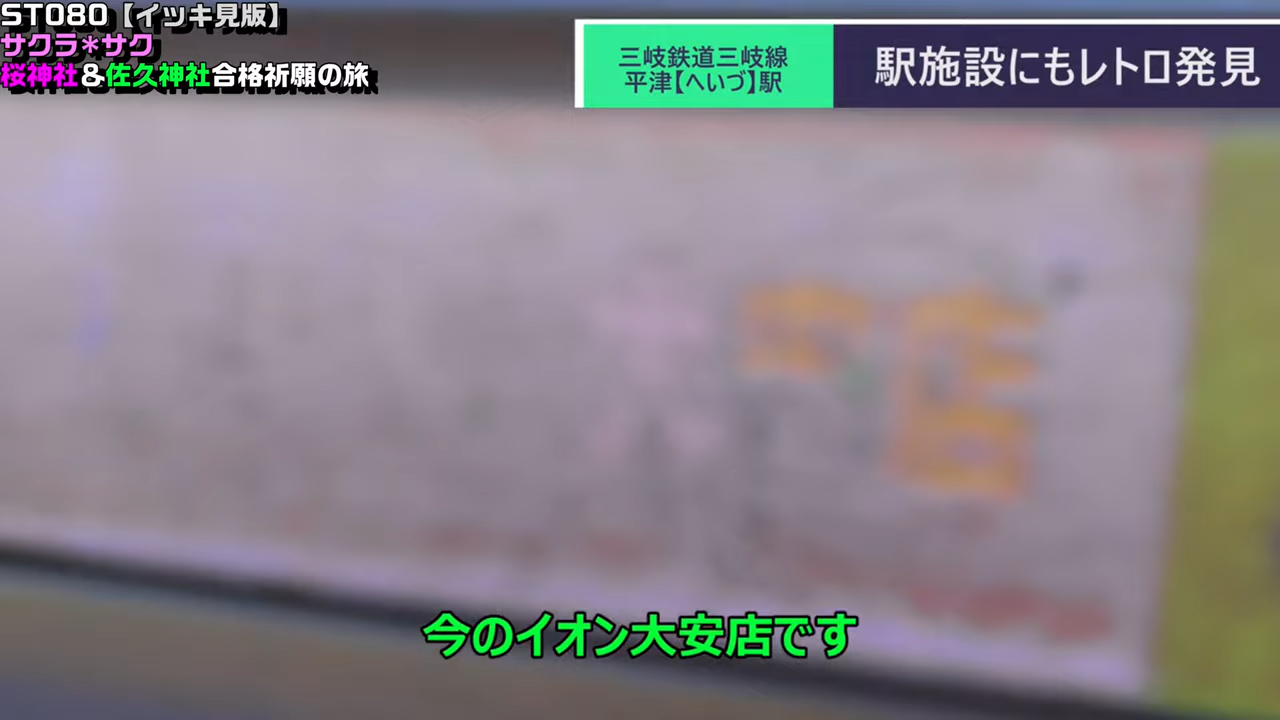 ST080【イッキ見版】
サクラ＊サク
桜神社＆佐久神社合格祈願の旅
三岐鉄道三岐線
平津【へいづ】駅
駅施設にもレトロ発見
今のイオン大安店です